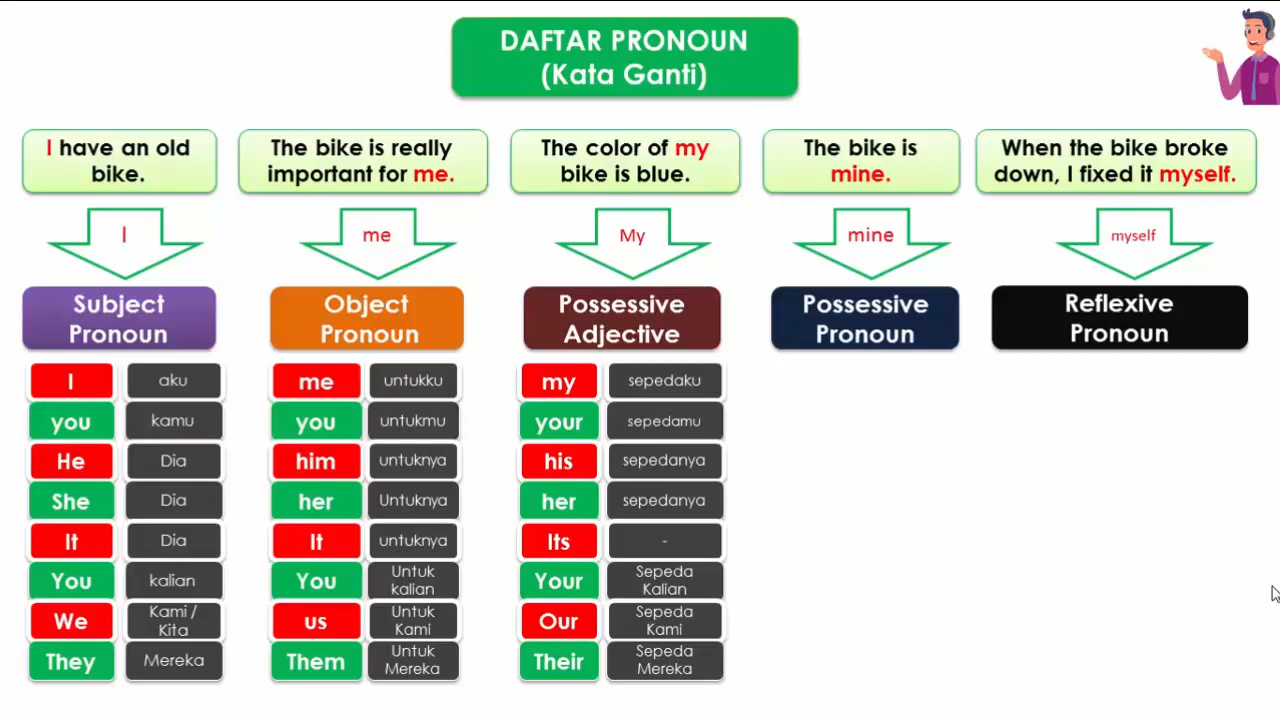 DAFTAR PRONOUN
(Kata Ganti)
I have an old
bike.
The bike is really
important for me.
The color of my
bike is blue.
The bike is
mine.
When the bike broke
down, I fixed it myself.
I
me
My
mine
myself
Subject
Pronoun
Object
Pronoun
Possessive
Adjective
Possessive
Pronoun
Reflexive
Pronoun
I
aku
you
kamu
He
Dia
She
Dia
It
Dia
You
kalian
We
Kami /
Kita
They
Mereka
me
untukku
you
untukmu
him
untuknya
her
Untuknya
It
untuknya
You
Untuk
kalian
us
Untuk
Kami
Them
Untuk
Mereka
my
sepedaku
your
sepedamu
his
sepedanya
her
sepedanya
Its
-
Your
Sepeda
Kalian
Our
Sepeda
Kami
Their
Sepeda
Mereka